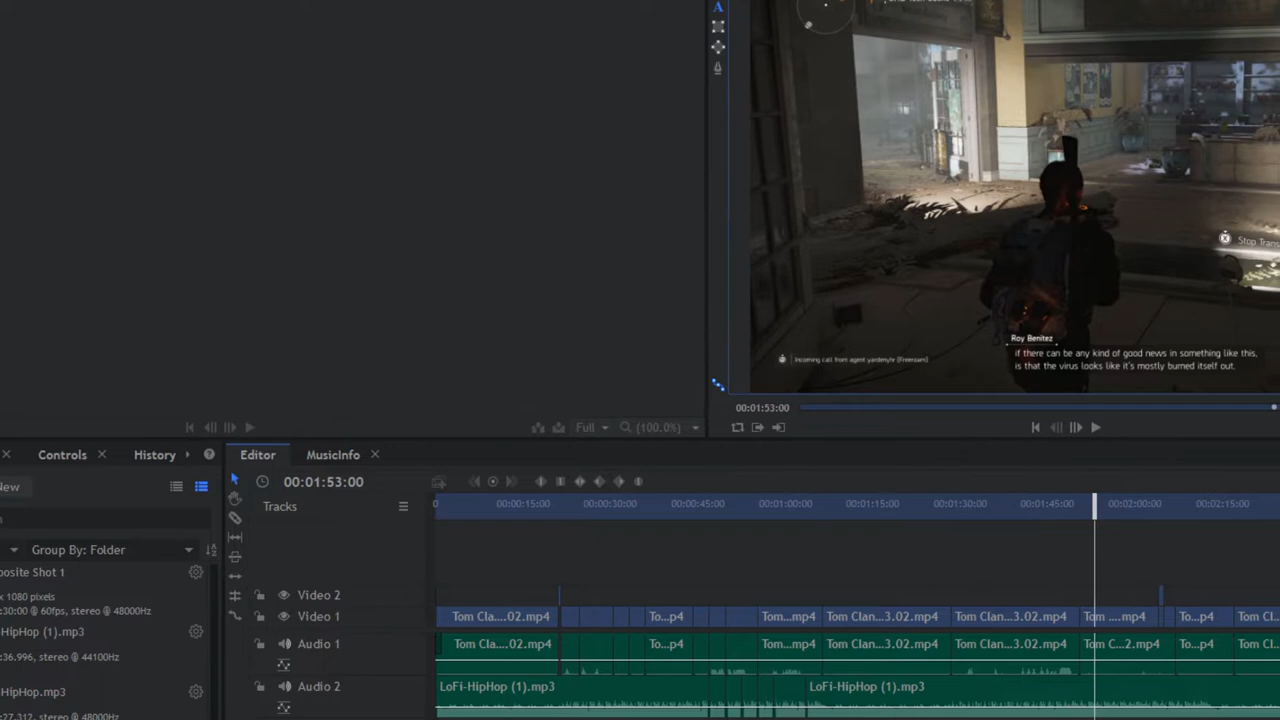 Stop Trans
Roy Benitez
if there can be any kind of good news in something like this,
is that the virus looks like it's mostly burned itself out.
Incoming call from agent yardenyhr (Freeroam)
00:01:53:00
Full
(100.0%)
Controls
History
Editor
MusicInfo
New
00:01:53:00
Tracks
0
00:00:15:00
00:00:30:00
00:00:45:00
00:01:00:00
00:01:15:00
00:01:30:00
00:01:45:00
00:02:00:00
00:02:15:00
Group By: Folder
posite Shot 1
x 1080 pixels
:30:00 @ 60fps, stereo @ 48000Hz
HipHop (1).mp3
:36.996, stereo @ 44100Hz
HipHop.mp3
:27.312, stereo @ 48000Hz
Video 2
Video 1
Tom Cla....02.mp4
To...p4
Tom...mp4
Tom Clan...3.02.mp4
Tom Clan...3.02.mp4
Tom ....mp4
To...p4
Tom Cl
Audio 1
Tom Cla....02.mp4
To...p4
Tom...mp4
Tom Clan...3.02.mp4
Tom Clan...3.02.mp4
Tom C...2.mp4
To...p4
Tom Cl
Audio 2
LoFi-HipHop (1).mp3
LoFi-HipHop (1).mp3